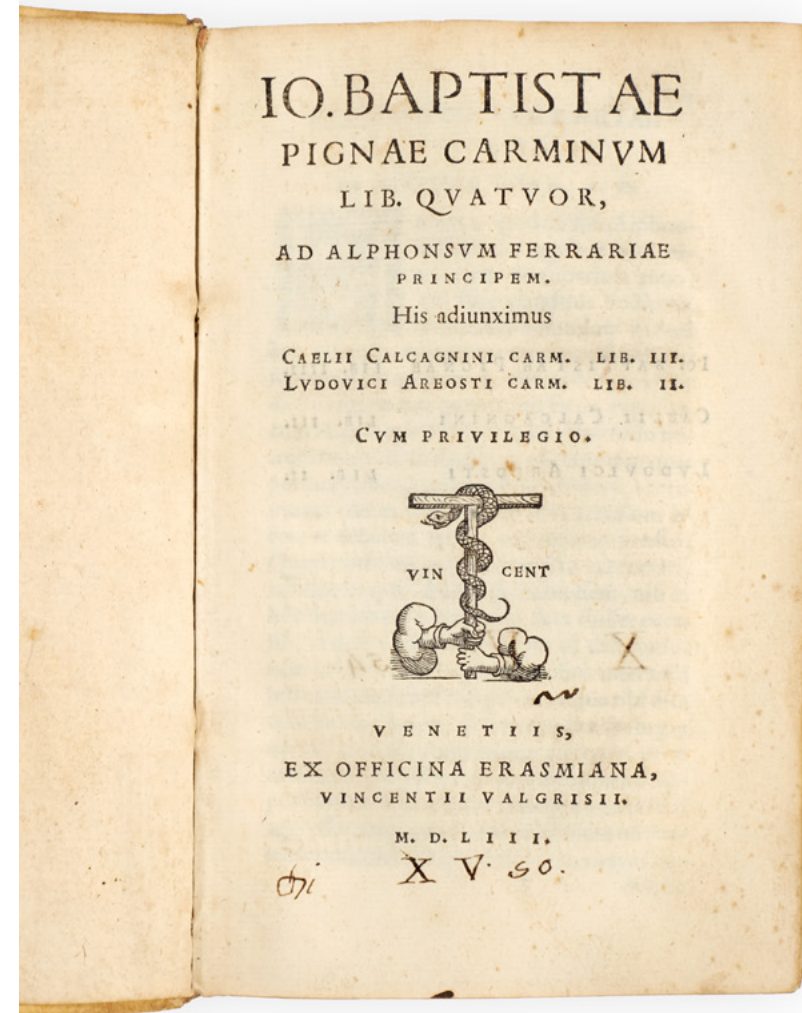 IO. BAPTISTAE
PIGNAE CARMINVM
LIB. QVATVOR,
AD ALPHONSVM FERRARIAE
PRINCIPEM.
His adiunximus
CAELII CALCAGNINI CARM. LIB. III.
LVDOVICI AREOSTI CARM. LIB. II.
CVM PRIVILEGIO.
VIN CENT
VENETIIS,
EX OFFICINA ERASMIANA,
VINCENTII VALGRISII.
M. D. LIII.
X V. 50.